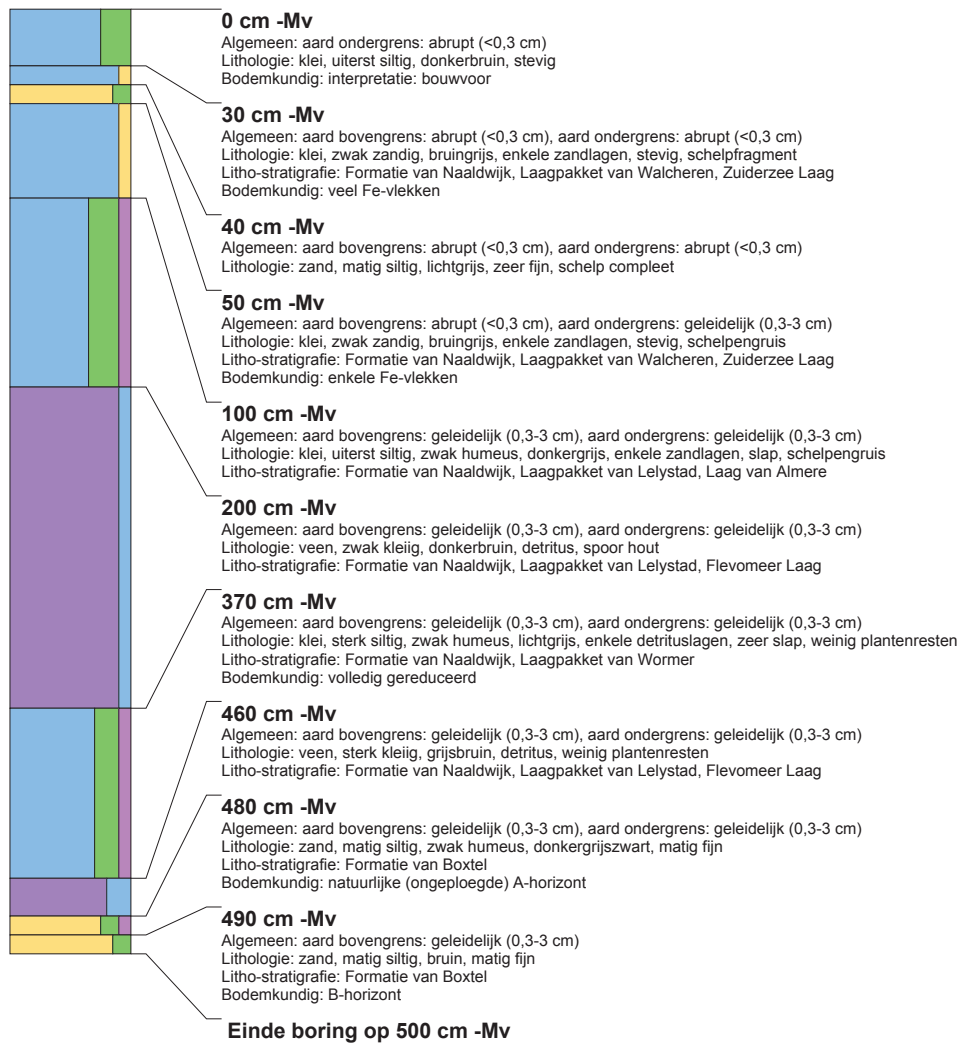 0 cm -Mv
Algemeen: aard ondergrens: abrupt (<0,3 cm)
Lithologie: klei, uiterst siltig, donkerbruin, stevig
Bodemkundig: interpretatie: bouwvoor
30 cm -Mv
Algemeen: aard bovengrens: abrupt (<0,3 cm), aard ondergrens: abrupt (<0,3 cm)
Lithologie: klei, zwak zandig, bruingrijs, enkele zandlagen, stevig, schelpfragment
Litho-stratigrafie: Formatie van Naaldwijk, Laagpakket van Walcheren, Zuiderzee Laag
Bodemkundig: veel Fe-vlekken
40 cm -Mv
Algemeen: aard bovengrens: abrupt (<0,3 cm), aard ondergrens: abrupt (<0,3 cm)
Lithologie: zand, matig siltig, lichtgrijs, zeer fijn, schelp compleet
50 cm -Mv
Algemeen: aard bovengrens: abrupt (<0,3 cm), aard ondergrens: geleidelijk (0,3-3 cm)
Lithologie: klei, zwak zandig, bruingrijs, enkele zandlagen, stevig, schelpengruis
Litho-stratigrafie: Formatie van Naaldwijk, Laagpakket van Walcheren, Zuiderzee Laag
Bodemkundig: enkele Fe-vlekken
100 cm -Mv
Algemeen: aard bovengrens: geleidelijk (0,3-3 cm), aard ondergrens: geleidelijk (0,3-3 cm)
Lithologie: klei, uiterst siltig, zwak humeus, donkergrijs, enkele zandlagen, slap, schelpengruis
Litho-stratigrafie: Formatie van Naaldwijk, Laagpakket van Lelystad, Laag van Almere
200 cm -Mv
Algemeen: aard bovengrens: geleidelijk (0,3-3 cm), aard ondergrens: geleidelijk (0,3-3 cm)
Lithologie: veen, zwak kleiig, donkerbruin, detritus, spoor hout
Litho-stratigrafie: Formatie van Naaldwijk, Laagpakket van Lelystad, Flevomeer Laag
370 cm -Mv
Algemeen: aard bovengrens: geleidelijk (0,3-3 cm), aard ondergrens: geleidelijk (0,3-3 cm)
Lithologie: klei, sterk siltig, zwak humeus, lichtgrijs, enkele detrituslagen, zeer slap, weinig plantenresten
Litho-stratigrafie: Formatie van Naaldwijk, Laagpakket van Wormer
Bodemkundig: volledig gereduceerd
460 cm -Mv
Algemeen: aard bovengrens: geleidelijk (0,3-3 cm), aard ondergrens: geleidelijk (0,3-3 cm)
Lithologie: veen, sterk kleiig, grijsbruin, detritus, weinig plantenresten
Litho-stratigrafie: Formatie van Naaldwijk, Laagpakket van Lelystad, Flevomeer Laag
480 cm -Mv
Algemeen: aard bovengrens: geleidelijk (0,3-3 cm), aard ondergrens: geleidelijk (0,3-3 cm)
Lithologie: zand, matig siltig, zwak humeus, donkergrijszwart, matig fijn
Litho-stratigrafie: Formatie van Boxtel
Bodemkundig: natuurlijke (ongeploegde) A-horizont
490 cm -Mv
Algemeen: aard bovengrens: geleidelijk (0,3-3 cm)
Lithologie: zand, matig siltig, bruin, matig fijn
Litho-stratigrafie: Formatie van Boxtel
Bodemkundig: B-horizont
Einde boring op 500 cm -Mv